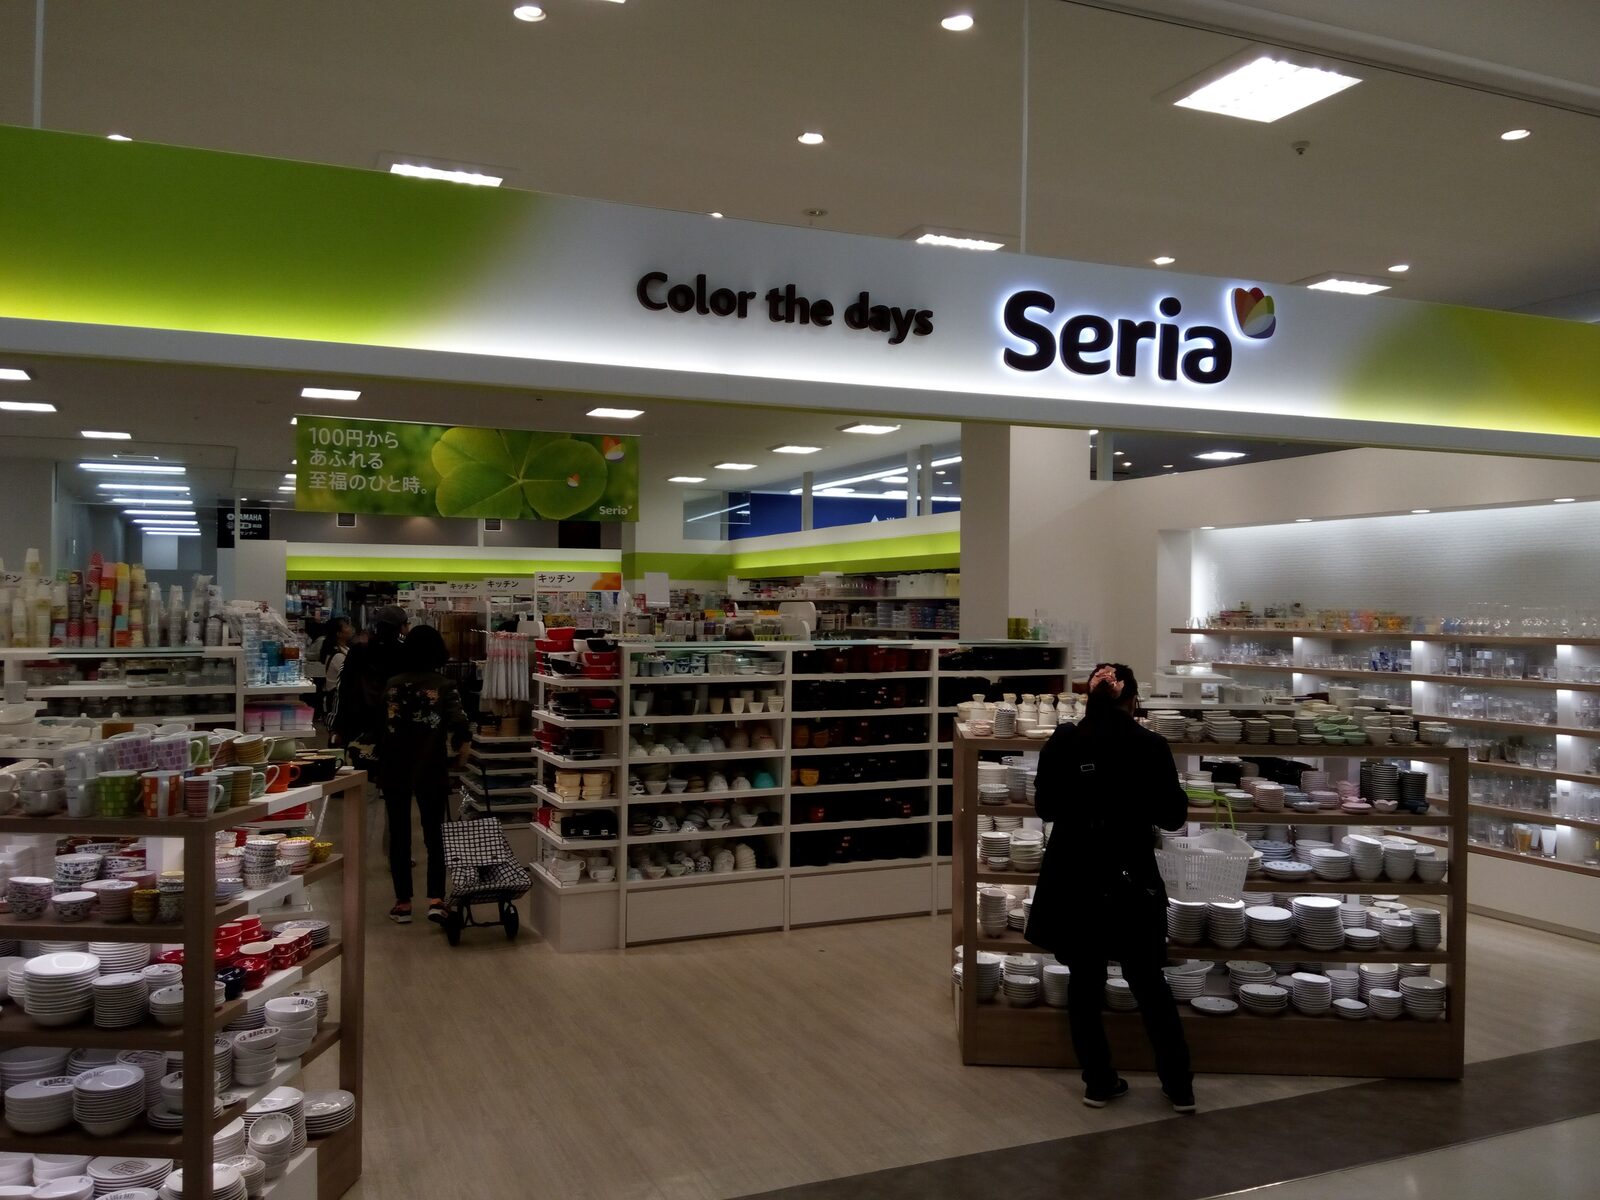 Color the days
Seria
100円から
あふれる
至福のひと時。
Seria
YAMAHA
キッチン
キッチン
キッチン